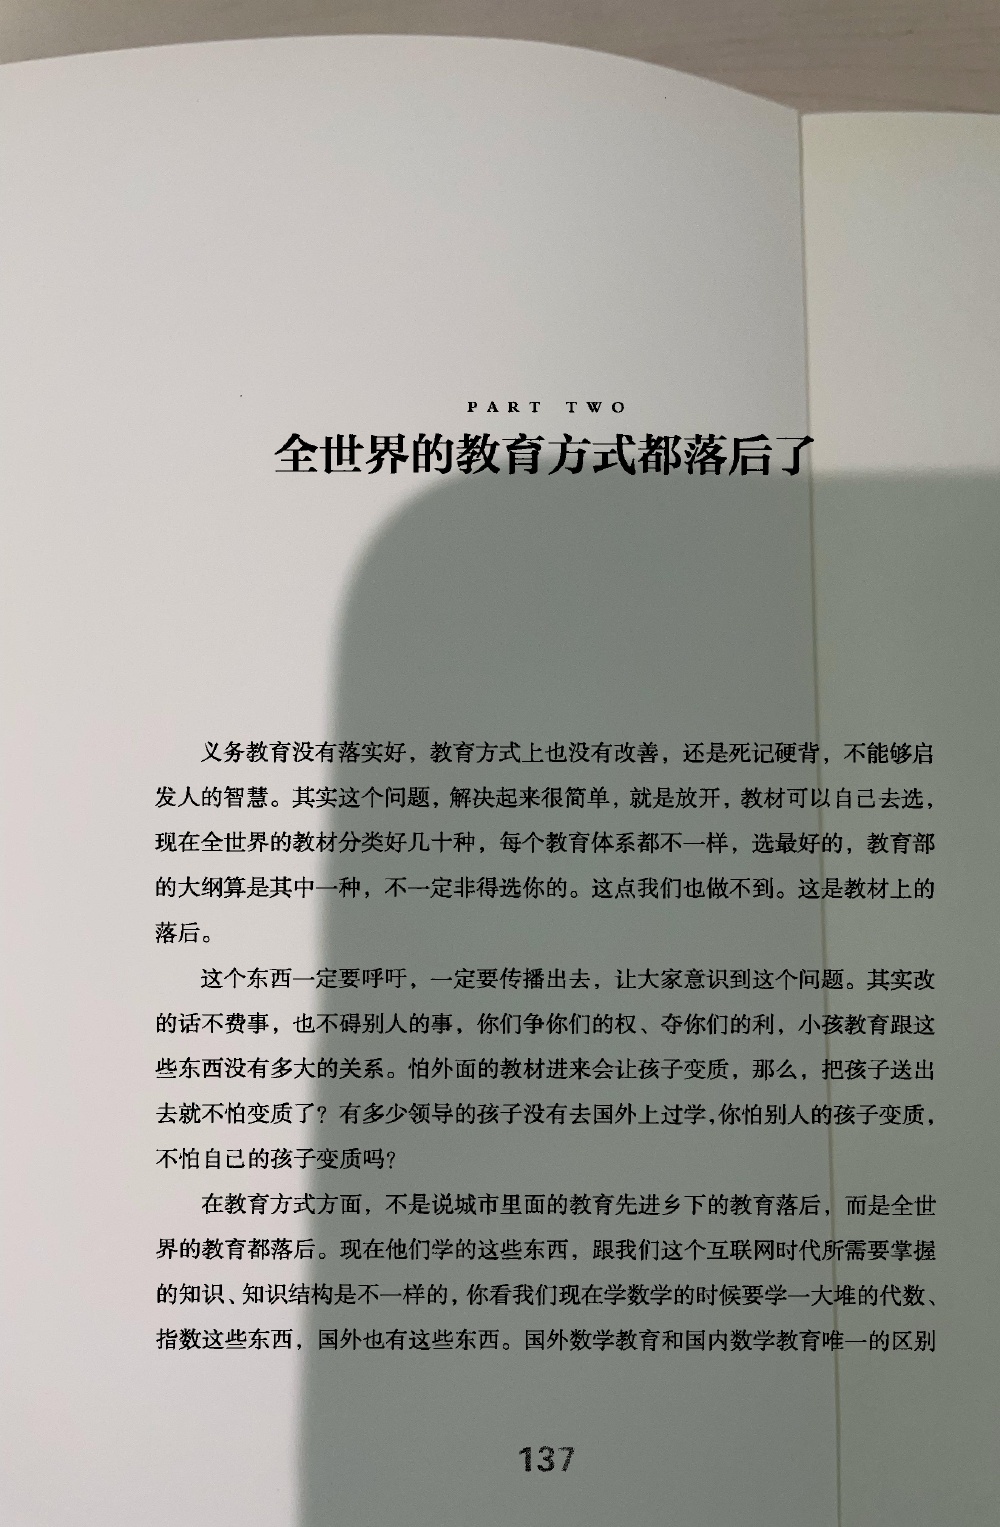 PART TWO
全世界的教育方式都落后了
义务教育没有落实好，教育方式上也没有改善，还是死记硬背，不能够启
发人的智慧。其实这个问题，解决起来很简单，就是放开，教材可以自己去选，
现在全世界的教材分类好几十种，每个教育体系都不一样，选最好的，教育部
的大纲算是其中一种，不一定非得选你的。这点我们也做不到。这是教材上的
落后。
这个东西一定要呼吁，一定要传播出去，让大家意识到这个问题。其实改
的话不费事，也不碍别人的事，你们争你们的权、夺你们的利，小孩教育跟这
些东西没有多大的关系。怕外面的教材进来会让孩子变质，那么，把孩子送出
去就不怕变质了？有多少领导的孩子没有去国外上过学，你怕别人的孩子变质，
不怕自己的孩子变质吗？
在教育方式方面，不是说城市里面的教育先进乡下的教育落后，而是全世
界的教育都落后。现在他们学的这些东西，跟我们这个互联网时代所需要掌握
的知识、知识结构是不一样的，你看我们现在学数学的时候要学一大堆的代数、
指数这些东西，国外也有这些东西。国外数学教育和国内数学教育唯一的区别
137